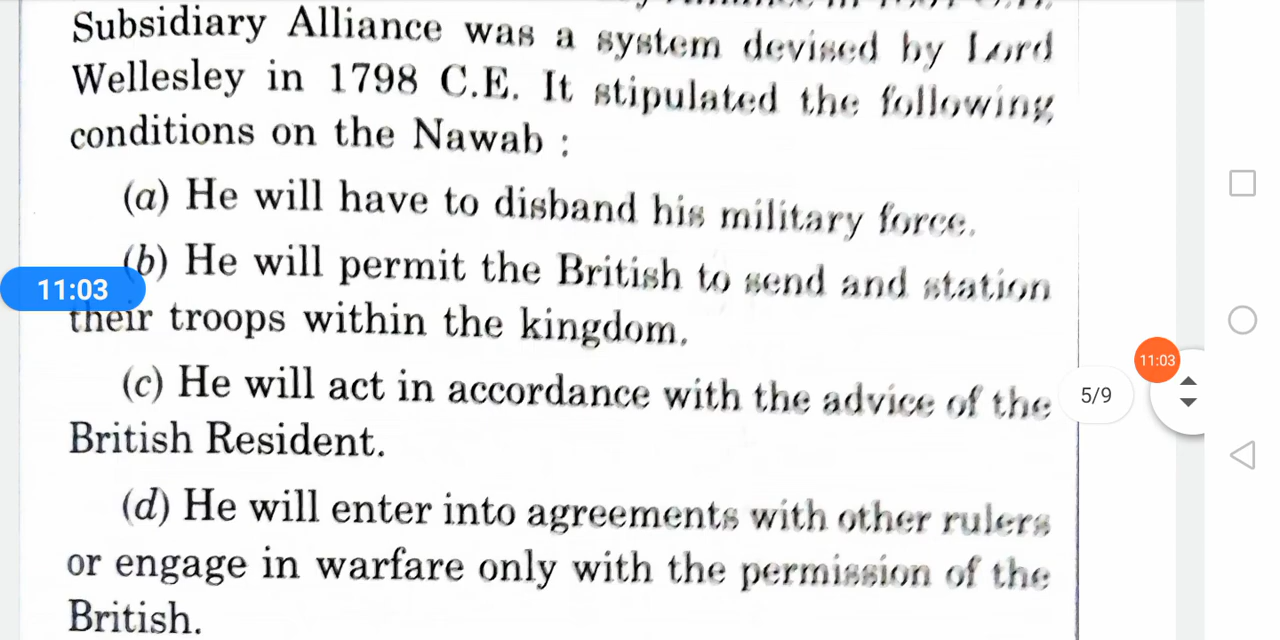 Subsidiary Alliance was a system devised by Lord
Wellesley in 1798 C.E. It stipulated the following
conditions on the Nawab :
(a) He will have to disband his military force.
(b) He will permit the British to send and station
11:03
their troops within the kingdom.
11:03
(c) He will act in accordance with the advice of the
5/9
British Resident.
(d) He will enter into agreements with other rulers
or engage in warfare only with the permission of the
British.